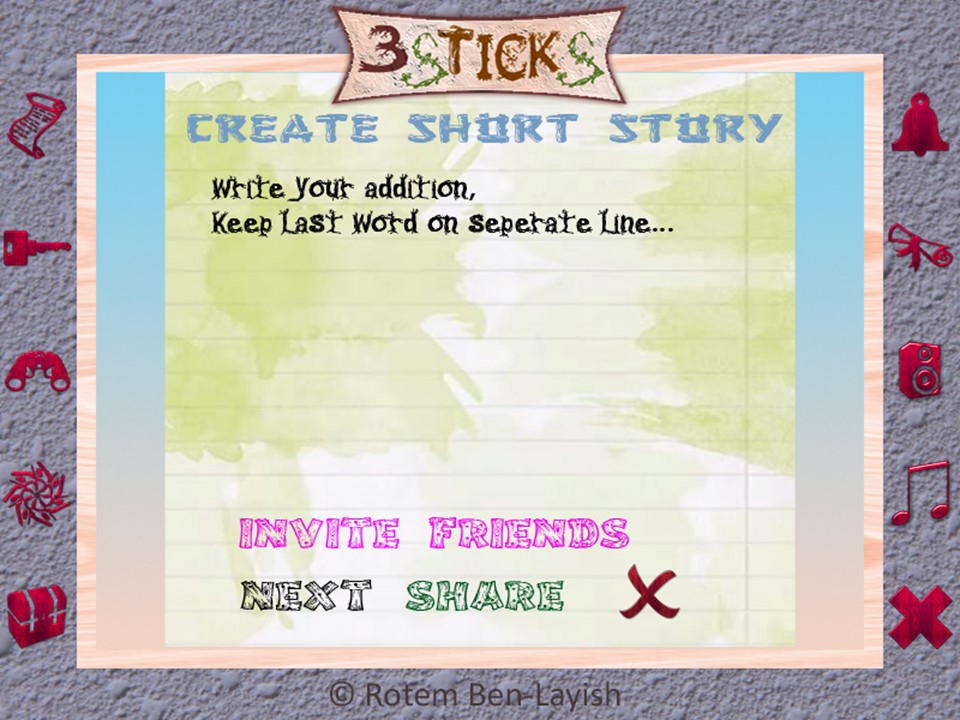 3STICKS
CREATE SHORT STORY
Write Your addition,
Keep Last Word on Seperate Line...
INVITE FRIENDS
NEXT SHARE X
© Rotem Ben-Layish